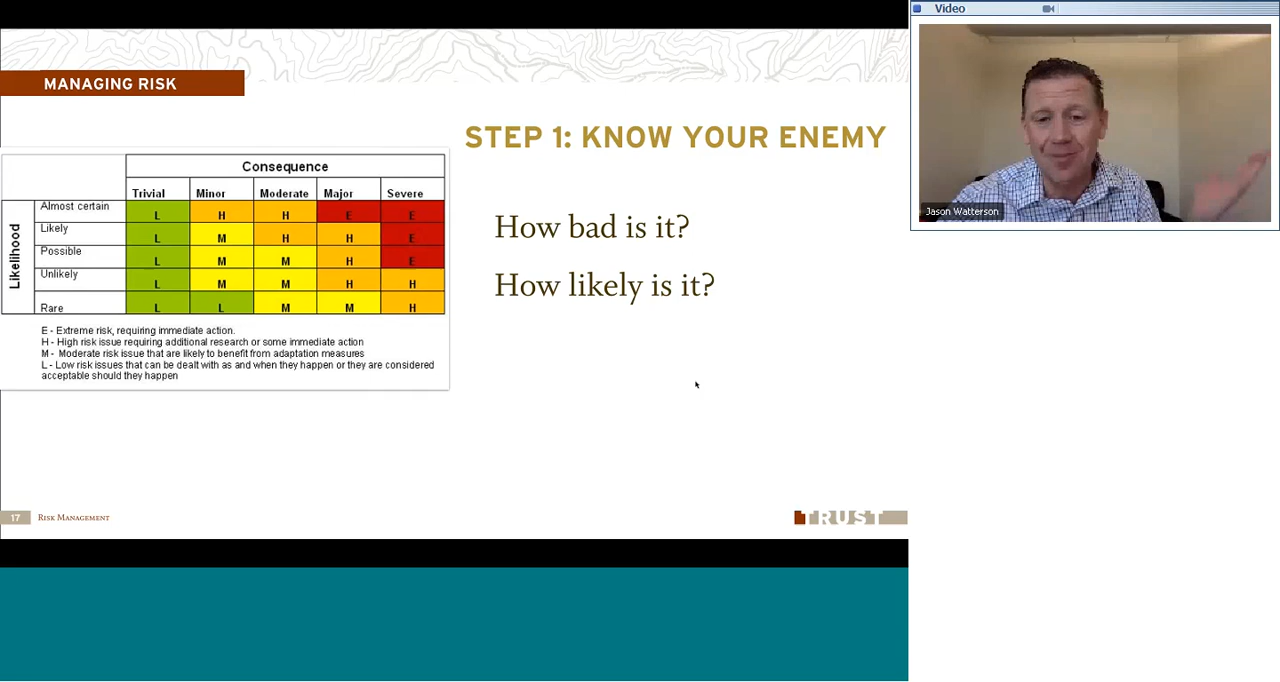 Video
MANAGING RISK
STEP 1: KNOW YOUR ENEMY
Consequence
Trivial Minor Moderate Major Severe
Likelihood
Almost certain L H H E E
Likely L M H H E
Possible L M M H E
Unlikely L M M H H
Rare L L M M H
E - Extreme risk, requiring immediate action.
H - High risk issue requiring additional research or some immediate action
M - Moderate risk issue that are likely to benefit from adaptation measures
L - Low risk issues that can be dealt with as and when they happen or they are considered
acceptable should they happen
How bad is it?
How likely is it?
Jason Watterson
17 Risk Management
TRUST